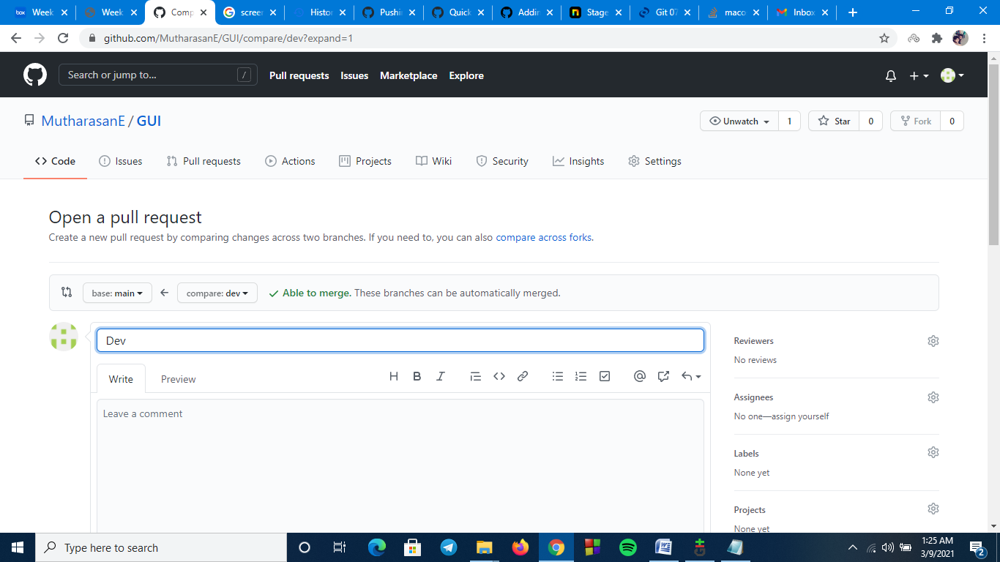 box Week
Week
Comp
screen
Histor
Pushin
Quick
Addin
Stage
Git 07
maco
Inbox
github.com/MutharasanE/GUI/compare/dev?expand=1
Search or jump to... /
Pull requests Issues Marketplace Explore
MutharasanE / GUI
Unwatch 1 Star 0 Fork 0
Code Issues Pull requests Actions Projects Wiki Security Insights Settings
Open a pull request
Create a new pull request by comparing changes across two branches. If you need to, you can also compare across forks.
base: main compare: dev Able to merge. These branches can be automatically merged.
Dev
Write Preview
Leave a comment
Reviewers
No reviews
Assignees
No one—assign yourself
Labels
None yet
Projects
None yet
Type here to search
1:25 AM
3/9/2021
2